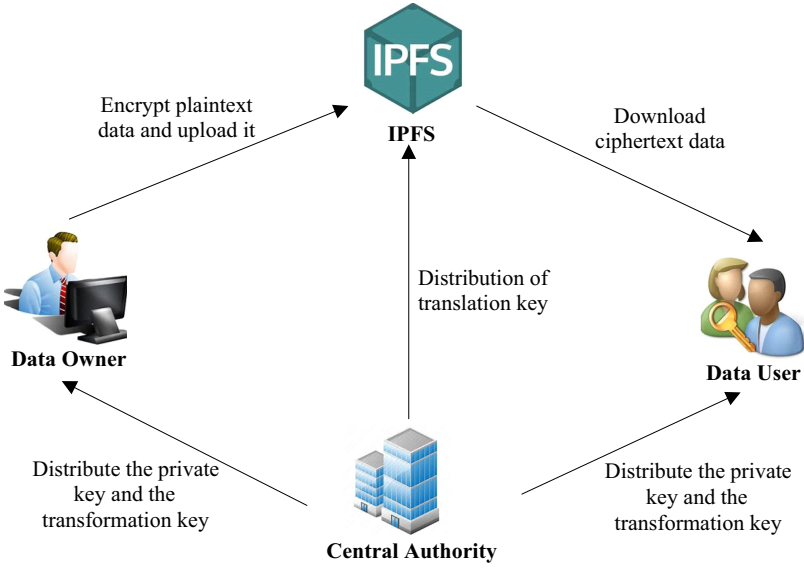 IPFS
IPFS
Encrypt plaintext
data and upload it
Download
ciphertext data
Distribution of
translation key
Data Owner
Data User
Distribute the private
key and the
transformation key
Distribute the private
key and the
transformation key
Central Authority